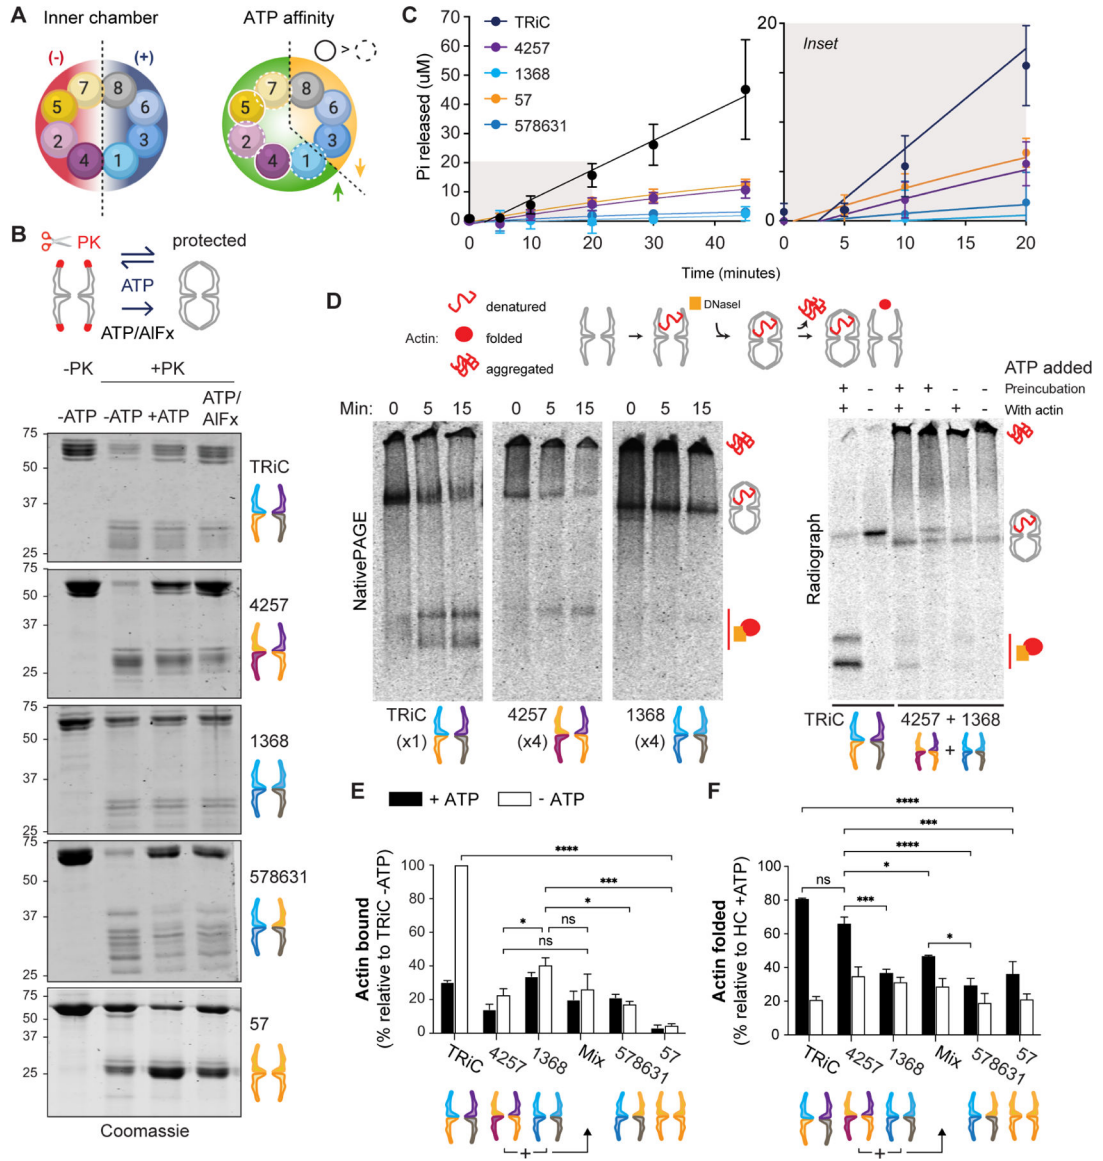 A
Inner chamber
(-)
(+)
7
8
5
6
2
3
4
1
ATP affinity
>
7
8
5
6
2
3
4
1
B
PK
protected
ATP
ATP/AlFx
-PK
+PK
-ATP
-ATP
+ATP
ATP/
AlFx
75
50
37
25
TRiC
75
50
37
25
4257
75
50
37
25
1368
75
50
37
25
578631
75
50
37
25
57
Coomassie
C
Pi released (uM)
70
60
50
40
30
20
10
0
0
10
20
30
40
TRiC
4257
1368
57
578631
Inset
20
0
0
5
10
15
20
Time (minutes)
D
Actin:
denatured
folded
aggregated
DNaseI
Min:
0
5
15
0
5
15
0
5
15
NativePAGE
TRiC
(x1)
4257
(x4)
1368
(x4)
ATP added
+ - + + - - Preincubation
+ - + - + - With actin
Radiograph
TRiC
4257 + 1368
+
E
+ ATP
- ATP
Actin bound
(% relative to TRiC -ATP)
100
80
60
40
20
0
****
***
*
*
ns
ns
TRiC
4257
1368
Mix
578631
57
+
F
Actin folded
(% relative to HC +ATP)
100
80
60
40
20
0
****
***
****
*
ns
***
*
TRiC
4257
1368
Mix
578631
57
+